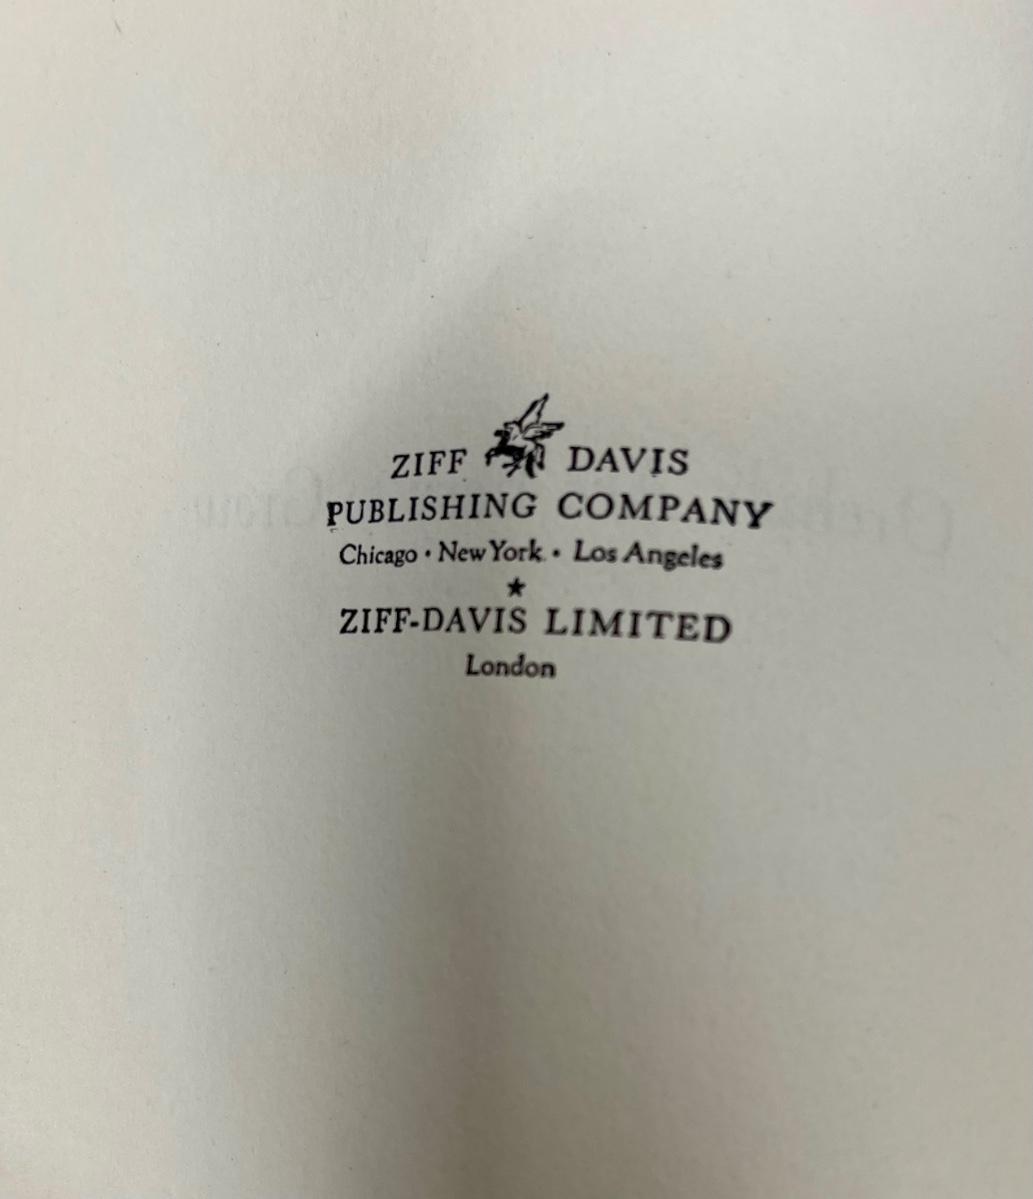 ZIFF DAVIS
PUBLISHING COMPANY
Chicago • New York • Los Angeles
★
ZIFF-DAVIS LIMITED
London